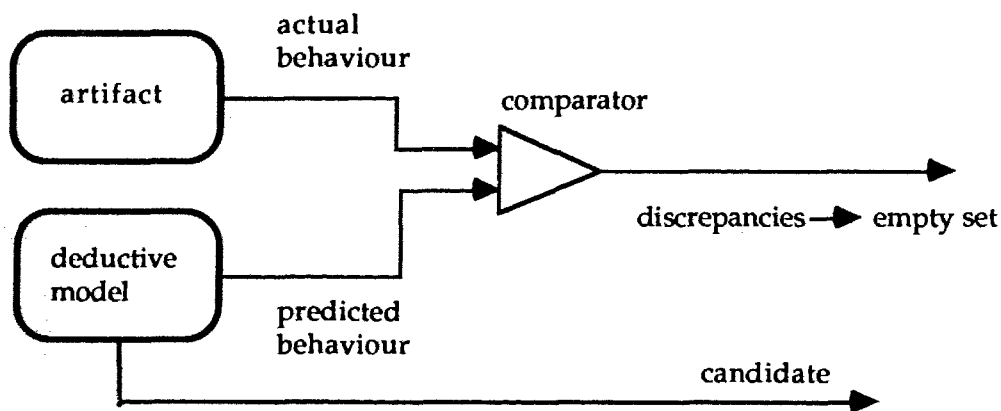 actual
behaviour
artifact
comparator
discrepancies → empty set
deductive
model
predicted
behaviour
candidate